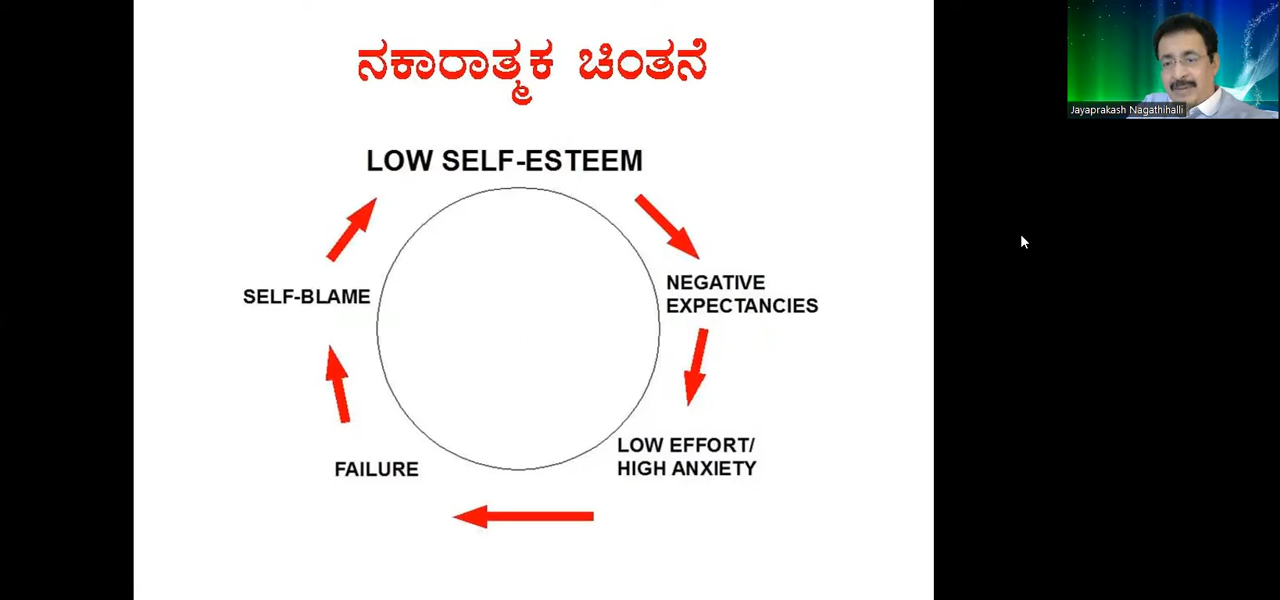 ನಕಾರಾತ್ಮಕ ಚಿಂತನೆ
Jayaprakash Nagathihalli
LOW SELF-ESTEEM
NEGATIVE
EXPECTANCIES
SELF-BLAME
LOW EFFORT/
HIGH ANXIETY
FAILURE